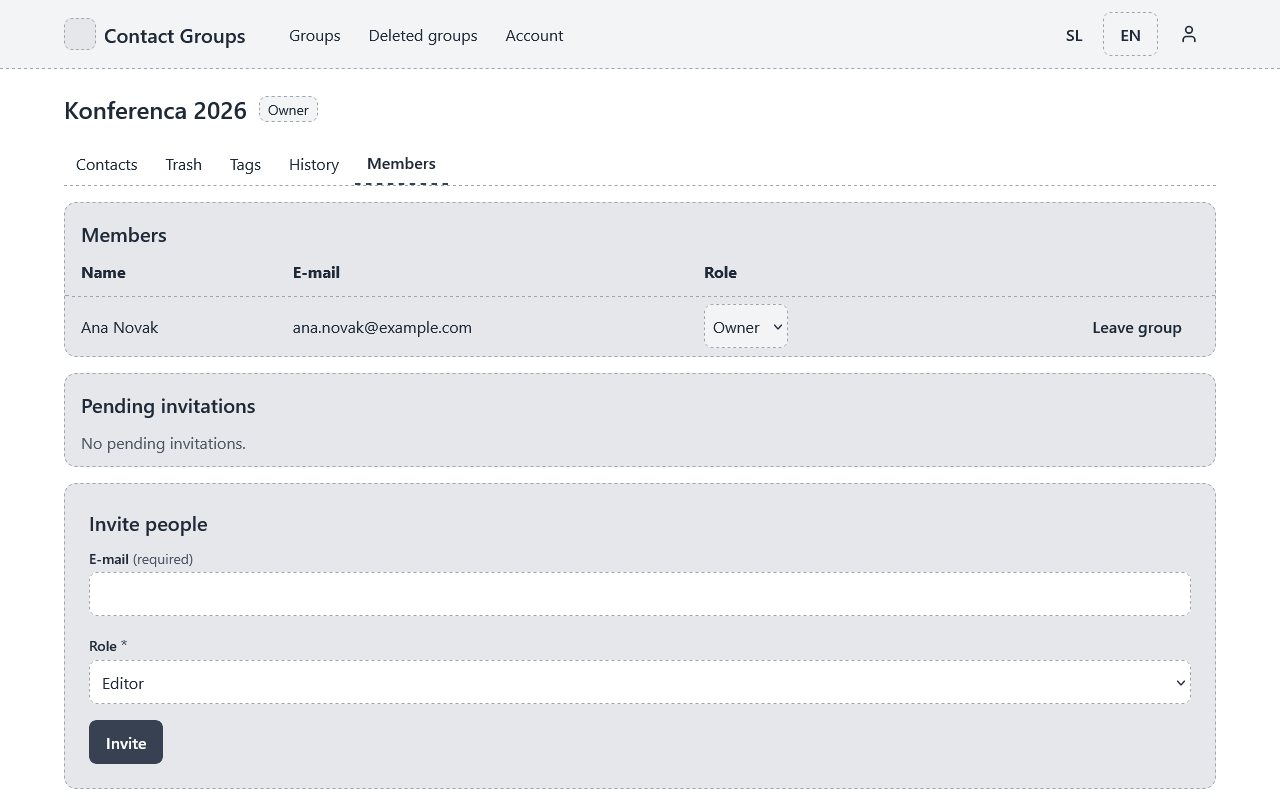 Contact Groups Groups Deleted groups Account SL EN
Konferenca 2026 Owner
Contacts Trash Tags History Members
Members
Name E-mail Role
Ana Novak ana.novak@example.com Owner Leave group
Pending invitations
No pending invitations.
Invite people
E-mail (required)
Role *
Editor
Invite